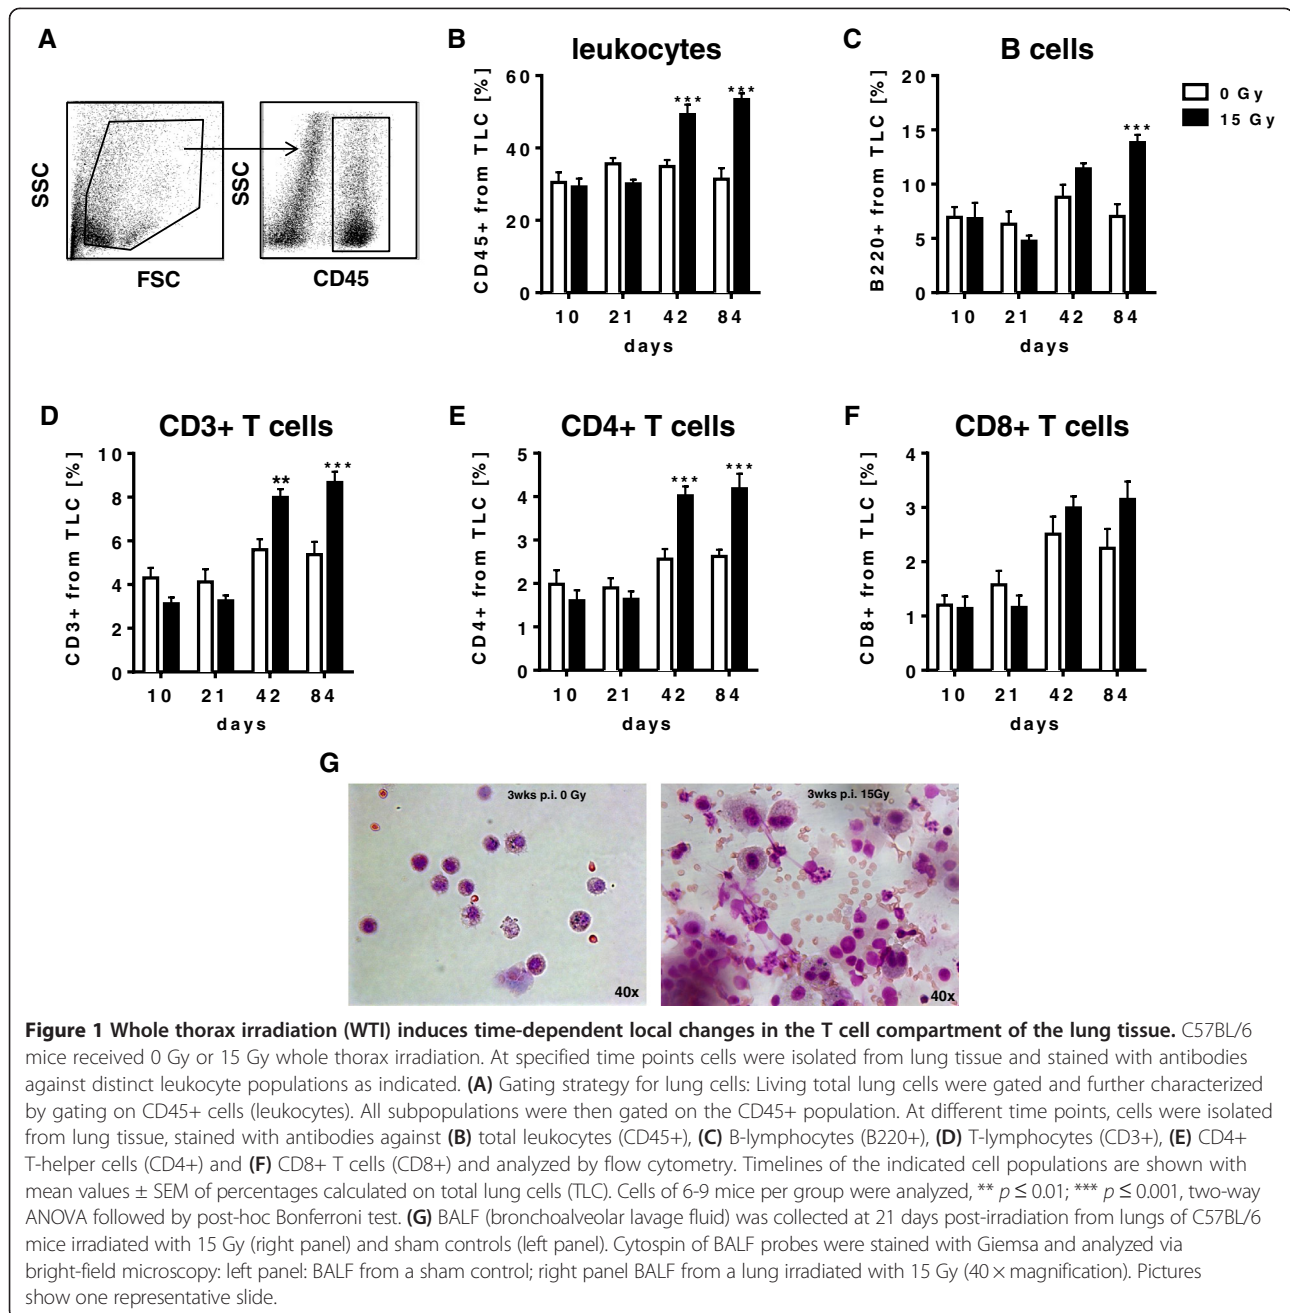 A
SSC
FSC
SSC
CD45
B
leukocytes
CD45+ from TLC [%]
60
40
20
0
***
***
10 21 42 84
days
C
B cells
B220+ from TLC [%]
20
15
10
5
0
***
10 21 42 84
days
0 Gy
15 Gy
D
CD3+ T cells
CD3+ from TLC [%]
10
8
6
4
2
0
**
***
10 21 42 84
days
E
CD4+ T cells
CD4+ from TLC [%]
5
4
3
2
1
0
***
***
10 21 42 84
days
F
CD8+ T cells
CD8+ from TLC [%]
4
3
2
1
0
10 21 42 84
days
G
3wks p.i. 0 Gy
40x
3wks p.i. 15Gy
40x
Figure 1 Whole thorax irradiation (WTI) induces time-dependent local changes in the T cell compartment of the lung tissue. C57BL/6
mice received 0 Gy or 15 Gy whole thorax irradiation. At specified time points cells were isolated from lung tissue and stained with antibodies
against distinct leukocyte populations as indicated. (A) Gating strategy for lung cells: Living total lung cells were gated and further characterized
by gating on CD45+ cells (leukocytes). All subpopulations were then gated on the CD45+ population. At different time points, cells were isolated
from lung tissue, stained with antibodies against (B) total leukocytes (CD45+), (C) B-lymphocytes (B220+), (D) T-lymphocytes (CD3+), (E) CD4+
T-helper cells (CD4+) and (F) CD8+ T cells (CD8+) and analyzed by flow cytometry. Timelines of the indicated cell populations are shown with
mean values ± SEM of percentages calculated on total lung cells (TLC). Cells of 6-9 mice per group were analyzed, ** p ≤ 0.01; *** p ≤ 0.001, two-way
ANOVA followed by post-hoc Bonferroni test. (G) BALF (bronchoalveolar lavage fluid) was collected at 21 days post-irradiation from lungs of C57BL/6
mice irradiated with 15 Gy (right panel) and sham controls (left panel). Cytospin of BALF probes were stained with Giemsa and analyzed via
bright-field microscopy: left panel: BALF from a sham control; right panel BALF from a lung irradiated with 15 Gy (40 × magnification). Pictures
show one representative slide.